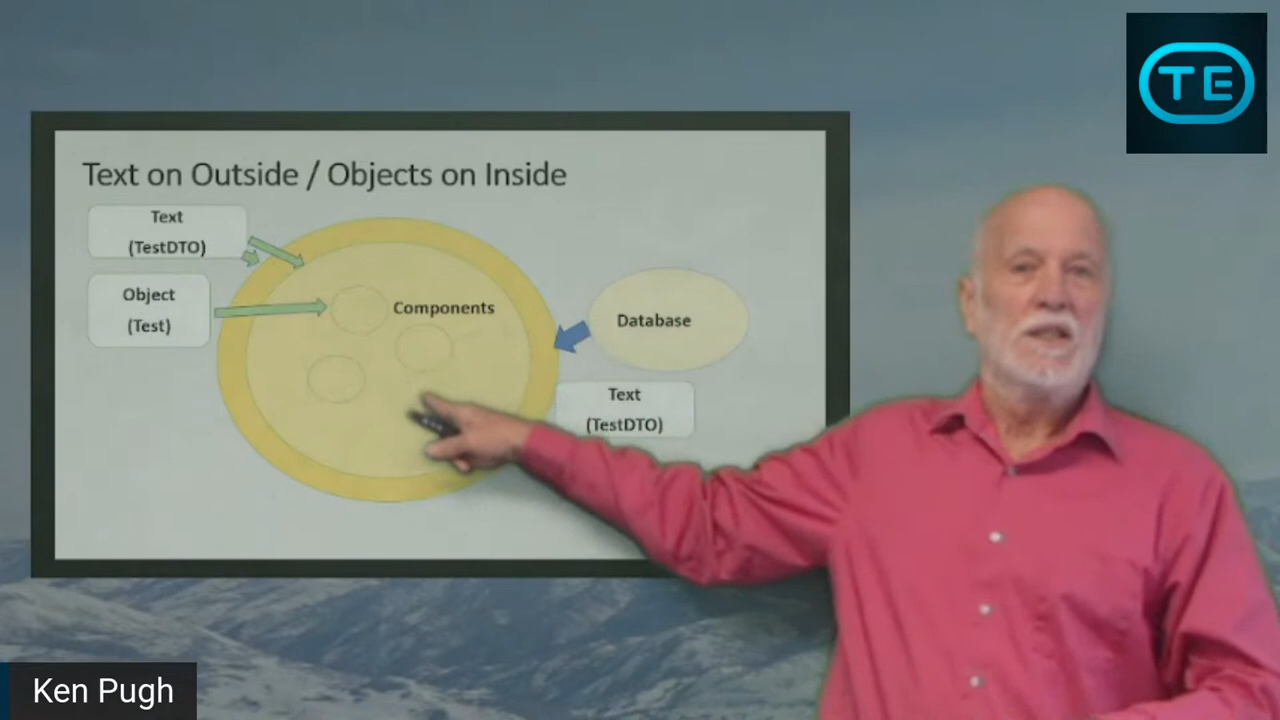 TE
Text on Outside / Objects on Inside
Text
(TestDTO)
Object
(Test)
Components
Database
Text
(TestDTO)
Ken Pugh